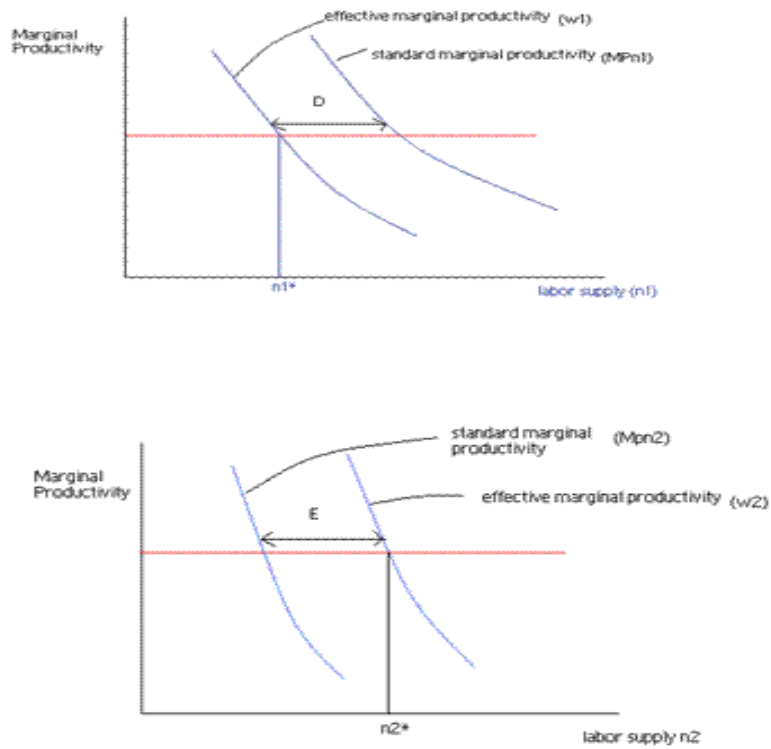 effective marginal productivity (w1)
Marginal
Productivity
standard marginal productivity (MPn1)
D
n1*
labor supply (n1)
standard marginal
productivity
(Mpn2)
Marginal
Productivity
effective marginal productivity (w2)
E
n2*
labor supply n2